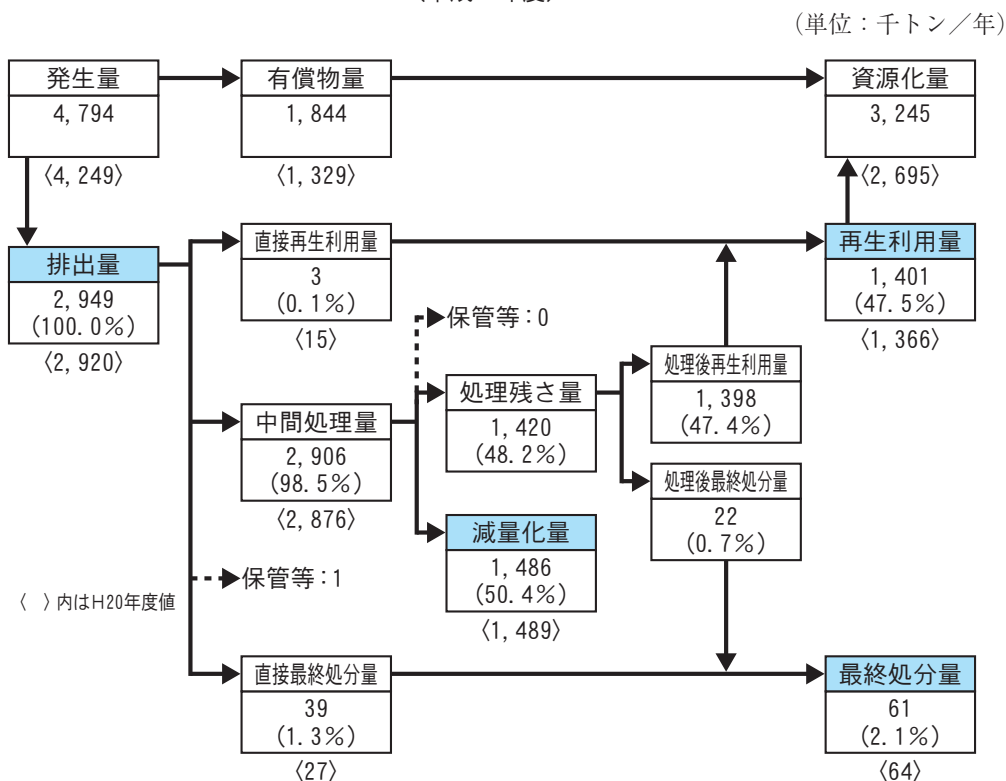 (単位:千トン/年)
発生量
4,794
〈4,249〉
有償物量
1,844
〈1,329〉
資源化量
3,245
〈2,695〉
排出量
2,949
(100.0%)
〈2,920〉
直接再生利用量
3
(0.1%)
〈15〉
再生利用量
1,401
(47.5%)
〈1,366〉
保管等:0
中間処理量
2,906
(98.5%)
〈2,876〉
処理残さ量
1,420
(48.2%)
処理後再生利用量
1,398
(47.4%)
処理後最終処分量
22
(0.7%)
減量化量
1,486
(50.4%)
〈1,489〉
保管等:1
〈 〉内はH20年度値
直接最終処分量
39
(1.3%)
〈27〉
最終処分量
61
(2.1%)
〈64〉